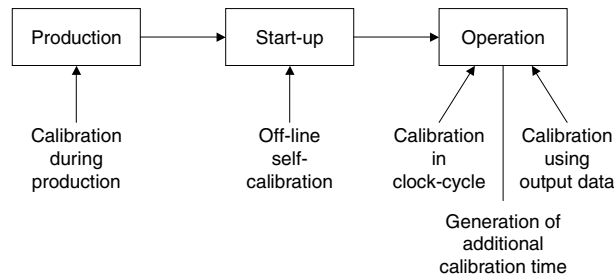 Production
Start-up
Operation
Calibration
during
production
Off-line
self-
calibration
Calibration
in
clock-cycle
Calibration
using
output data
Generation of
additional
calibration time